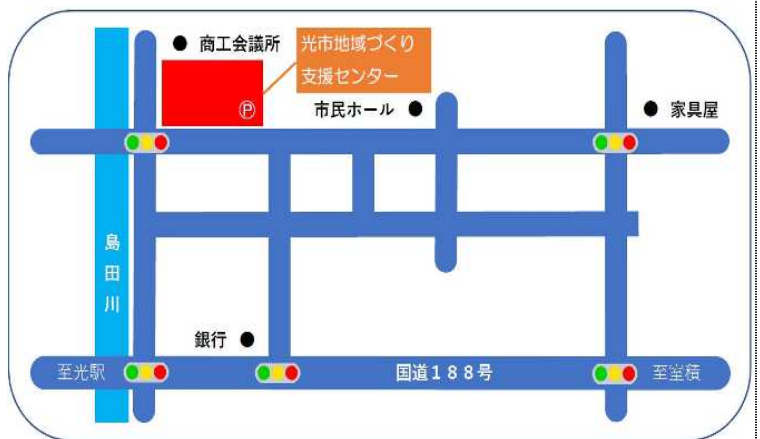 商工会議所
光市地域づくり
支援センター
Ⓟ
市民ホール
家具屋
島田川
銀行
至光駅
国道188号
至室積